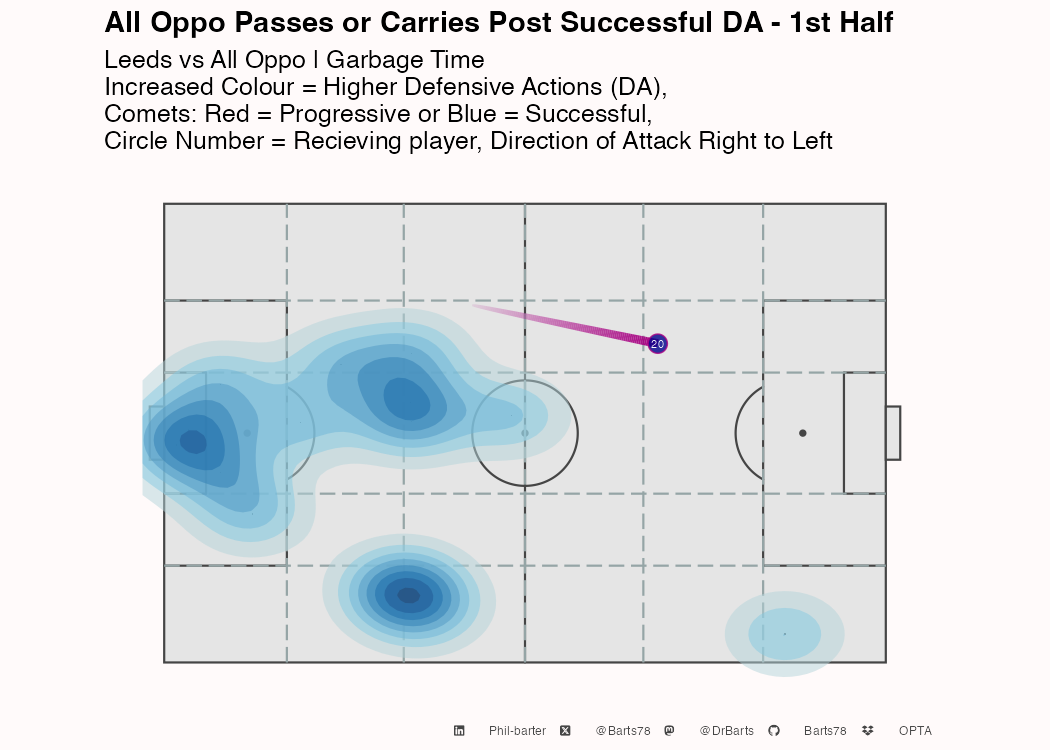 All Oppo Passes or Carries Post Successful DA - 1st Half
Leeds vs All Oppo | Garbage Time
Increased Colour = Higher Defensive Actions (DA),
Comets: Red = Progressive or Blue = Successful,
Circle Number = Recieving player, Direction of Attack Right to Left
20
Phil-barter @Barts78 @DrBarts Barts78 OPTA